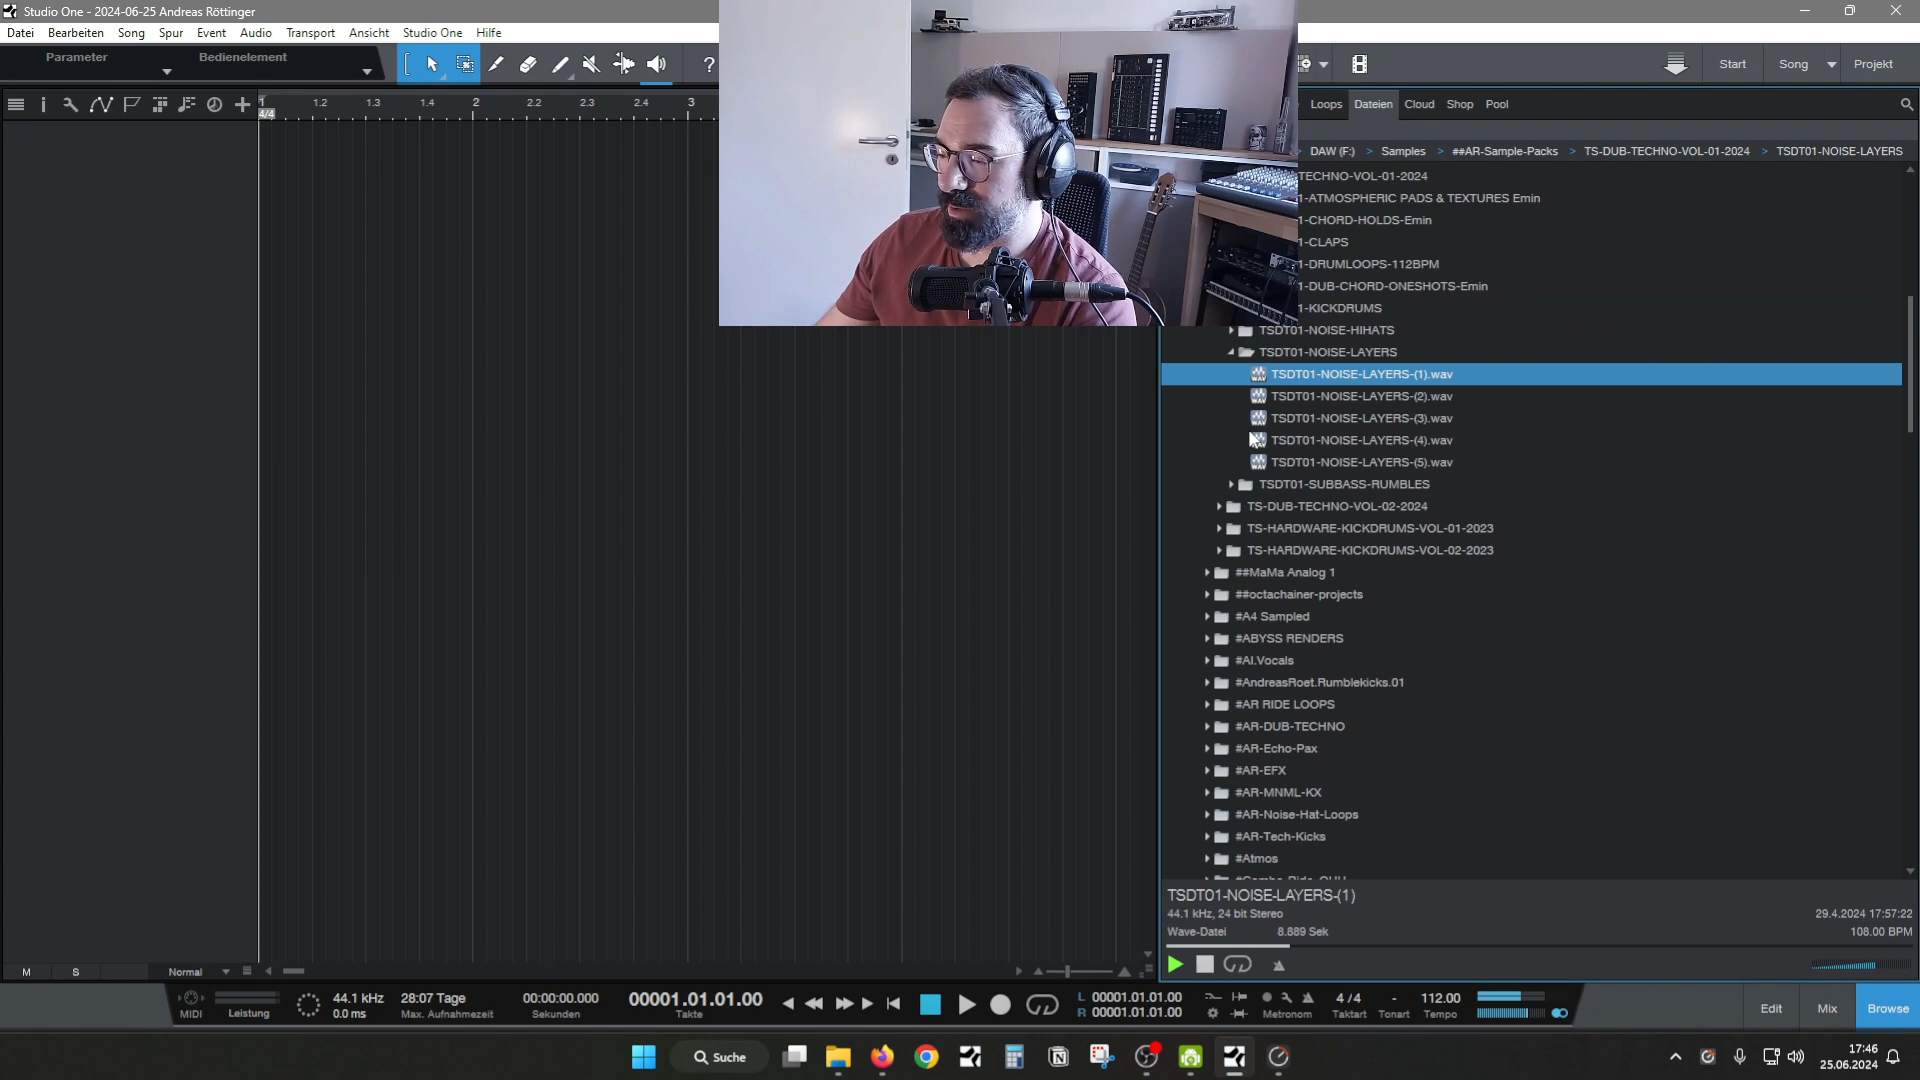 Studio One - 2024-06-25 Andreas Röttinger
Datei Bearbeiten Song Spur Event Audio Transport Ansicht Studio One Hilfe
Parameter Bedienelement
? Start Song Projekt
Loops Dateien Cloud Shop Pool
1 1.2 1.3 1.4 2 2.2 2.3 2.4 3
4/4
DAW (F:) > Samples > ##AR-Sample-Packs > TS-DUB-TECHNO-VOL-01-2024 > TSDT01-NOISE-LAYERS
TECHNO-VOL-01-2024
1-ATMOSPHERIC PADS & TEXTURES Emin
1-CHORD-HOLDS-Emin
1-CLAPS
1-DRUMLOOPS-112BPM
1-DUB-CHORD-ONESHOTS-Emin
1-KICKDRUMS
TSDT01-NOISE-HIHATS
TSDT01-NOISE-LAYERS
TSDT01-NOISE-LAYERS-(1).wav
TSDT01-NOISE-LAYERS-(2).wav
TSDT01-NOISE-LAYERS-(3).wav
TSDT01-NOISE-LAYERS-(4).wav
TSDT01-NOISE-LAYERS-(5).wav
TSDT01-SUBBASS-RUMBLES
TS-DUB-TECHNO-VOL-02-2024
TS-HARDWARE-KICKDRUMS-VOL-01-2023
TS-HARDWARE-KICKDRUMS-VOL-02-2023
##MaMa Analog 1
##octachainer-projects
#A4 Sampled
#ABYSS RENDERS
#AI.Vocals
#AndreasRoet.Rumblekicks.01
#AR RIDE LOOPS
#AR-DUB-TECHNO
#AR-Echo-Pax
#AR-EFX
#AR-MNML-KX
#AR-Noise-Hat-Loops
#AR-Tech-Kicks
#Atmos
TSDT01-NOISE-LAYERS-(1)
44.1 kHz, 24 bit Stereo 29.4.2024 17:57:22
Wave-Datei 8.889 Sek 108.00 BPM
M S Normal
MIDI Leistung
44.1 kHz 28:07 Tage 00:00:00.000 00001.01.01.00 L 00001.01.01.00 4 / 4 - 112.00
0.0 ms Max. Aufnahmezeit Sekunden Takte R 00001.01.01.00 Metronom Taktart Tonart Tempo
Edit Mix Browse
Suche
17:46
25.06.2024